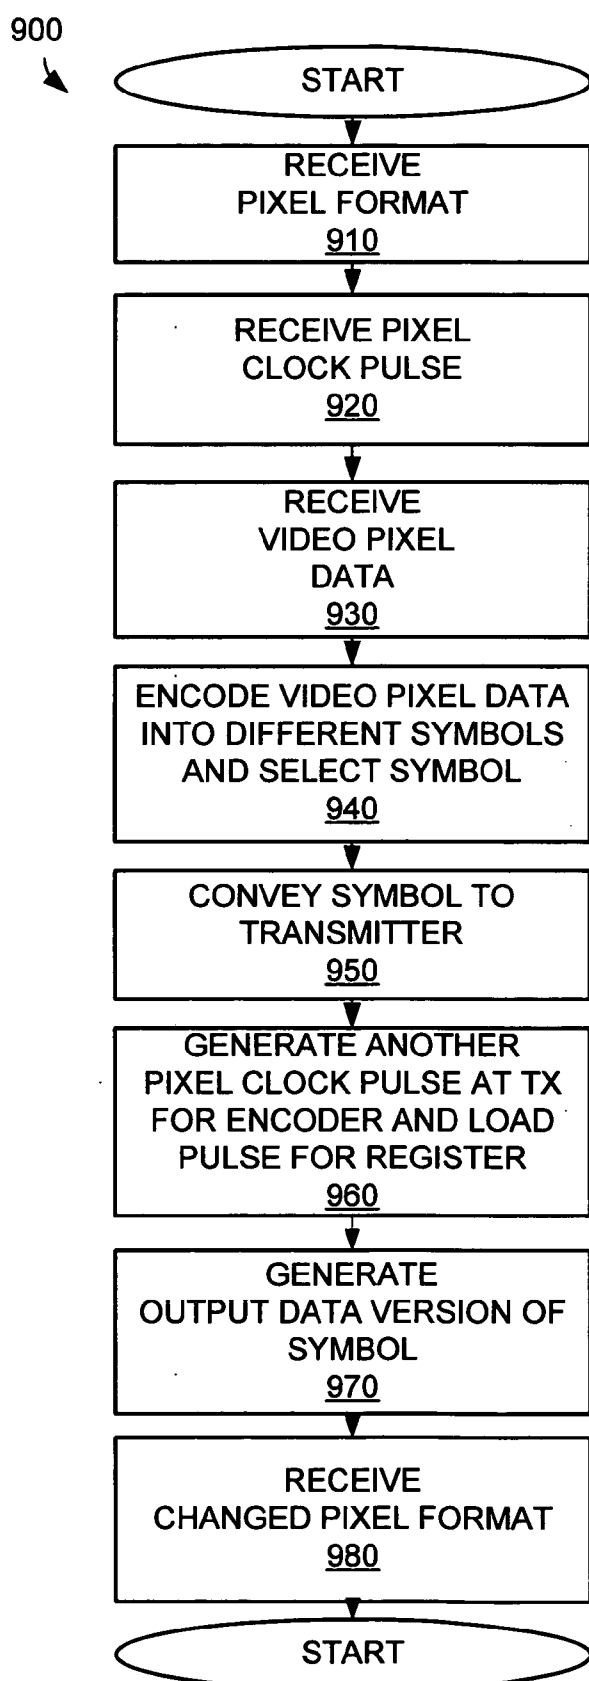 900
START
RECEIVE
PIXEL FORMAT
910
RECEIVE PIXEL
CLOCK PULSE
920
RECEIVE
VIDEO PIXEL
DATA
930
ENCODE VIDEO PIXEL DATA
INTO DIFFERENT SYMBOLS
AND SELECT SYMBOL
940
CONVEY SYMBOL TO
TRANSMITTER
950
GENERATE ANOTHER
PIXEL CLOCK PULSE AT TX
FOR ENCODER AND LOAD
PULSE FOR REGISTER
960
GENERATE
OUTPUT DATA VERSION OF
SYMBOL
970
RECEIVE
CHANGED PIXEL FORMAT
980
START